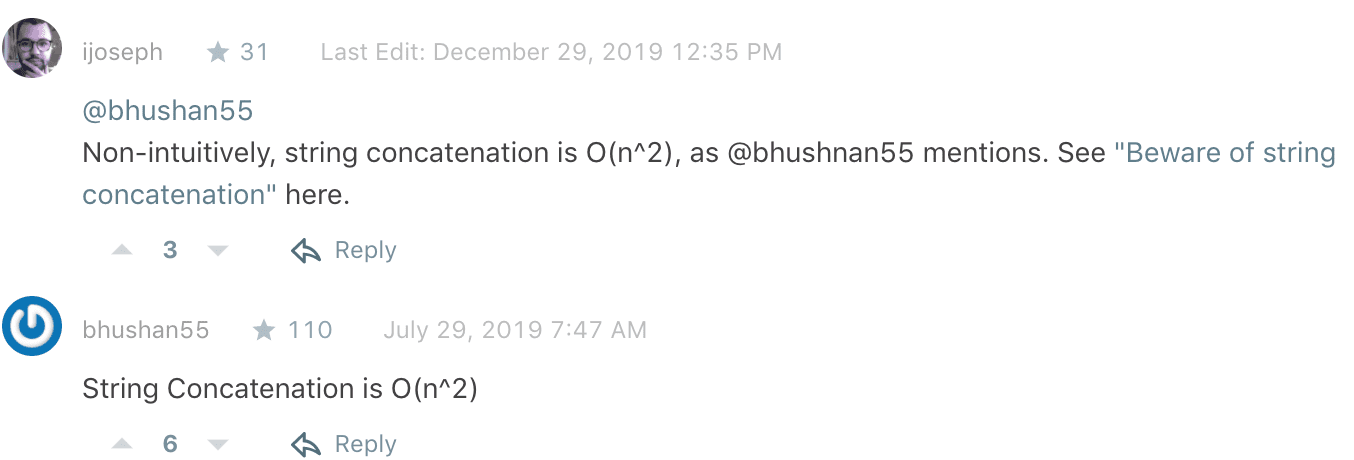 ijoseph 31 Last Edit: December 29, 2019 12:35 PM
@bhushan55
Non-intuitively, string concatenation is O(n^2), as @bhushnan55 mentions. See "Beware of string
concatenation" here.
3 Reply
bhushan55 110 July 29, 2019 7:47 AM
String Concatenation is O(n^2)
6 Reply